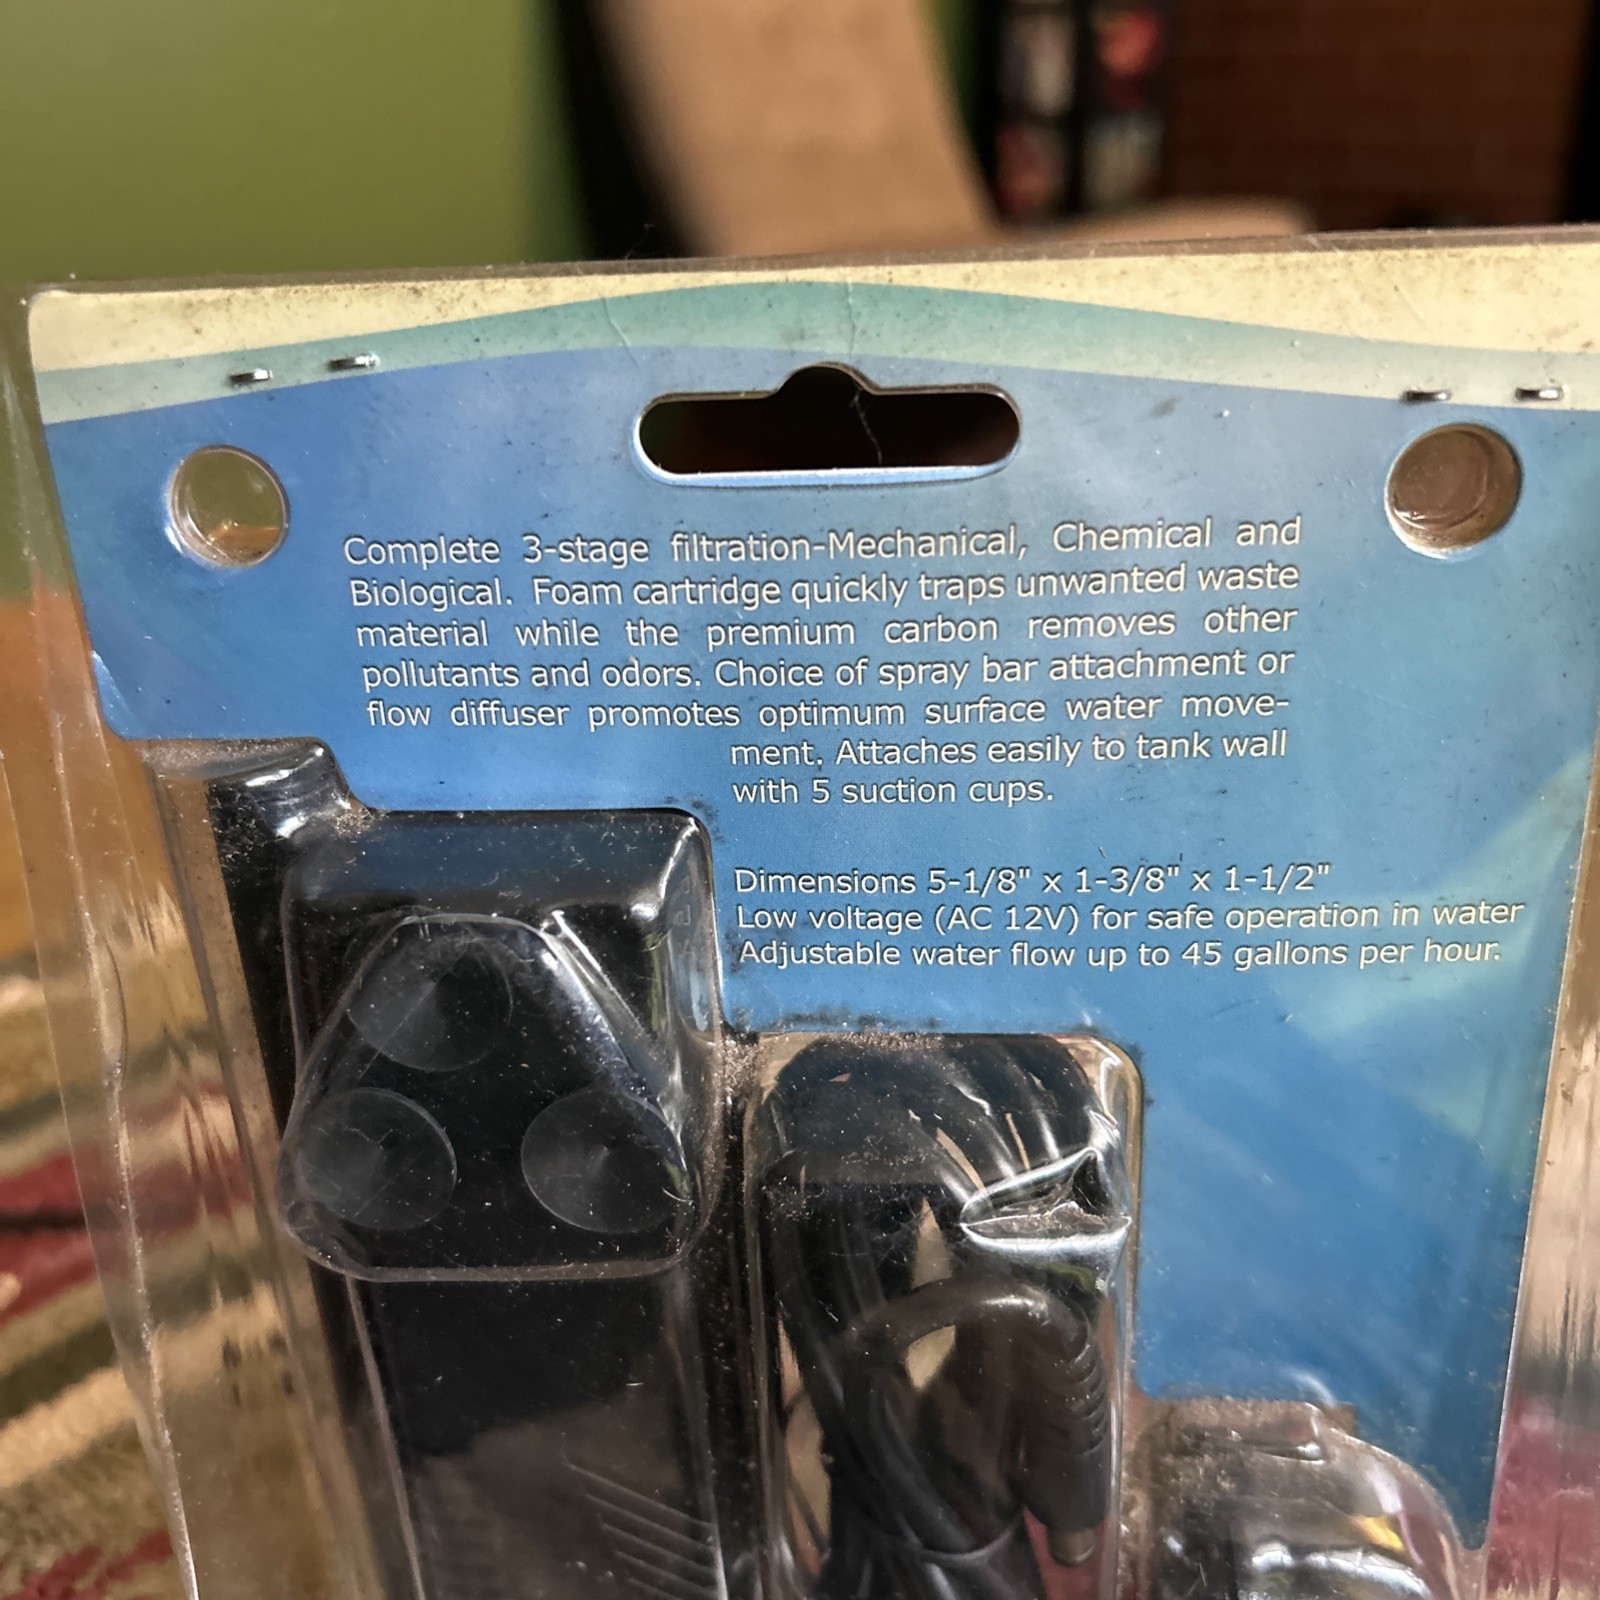 Complete 3-stage filtration-Mechanical, Chemical and
Biological. Foam cartridge quickly traps unwanted waste
material while the premium carbon removes other
pollutants and odors. Choice of spray bar attachment or
flow diffuser promotes optimum surface water move-
ment. Attaches easily to tank wall
with 5 suction cups.
Dimensions 5-1/8" x 1-3/8" x 1-1/2"
Low voltage (AC 12V) for safe operation in water
Adjustable water flow up to 45 gallons per hour.